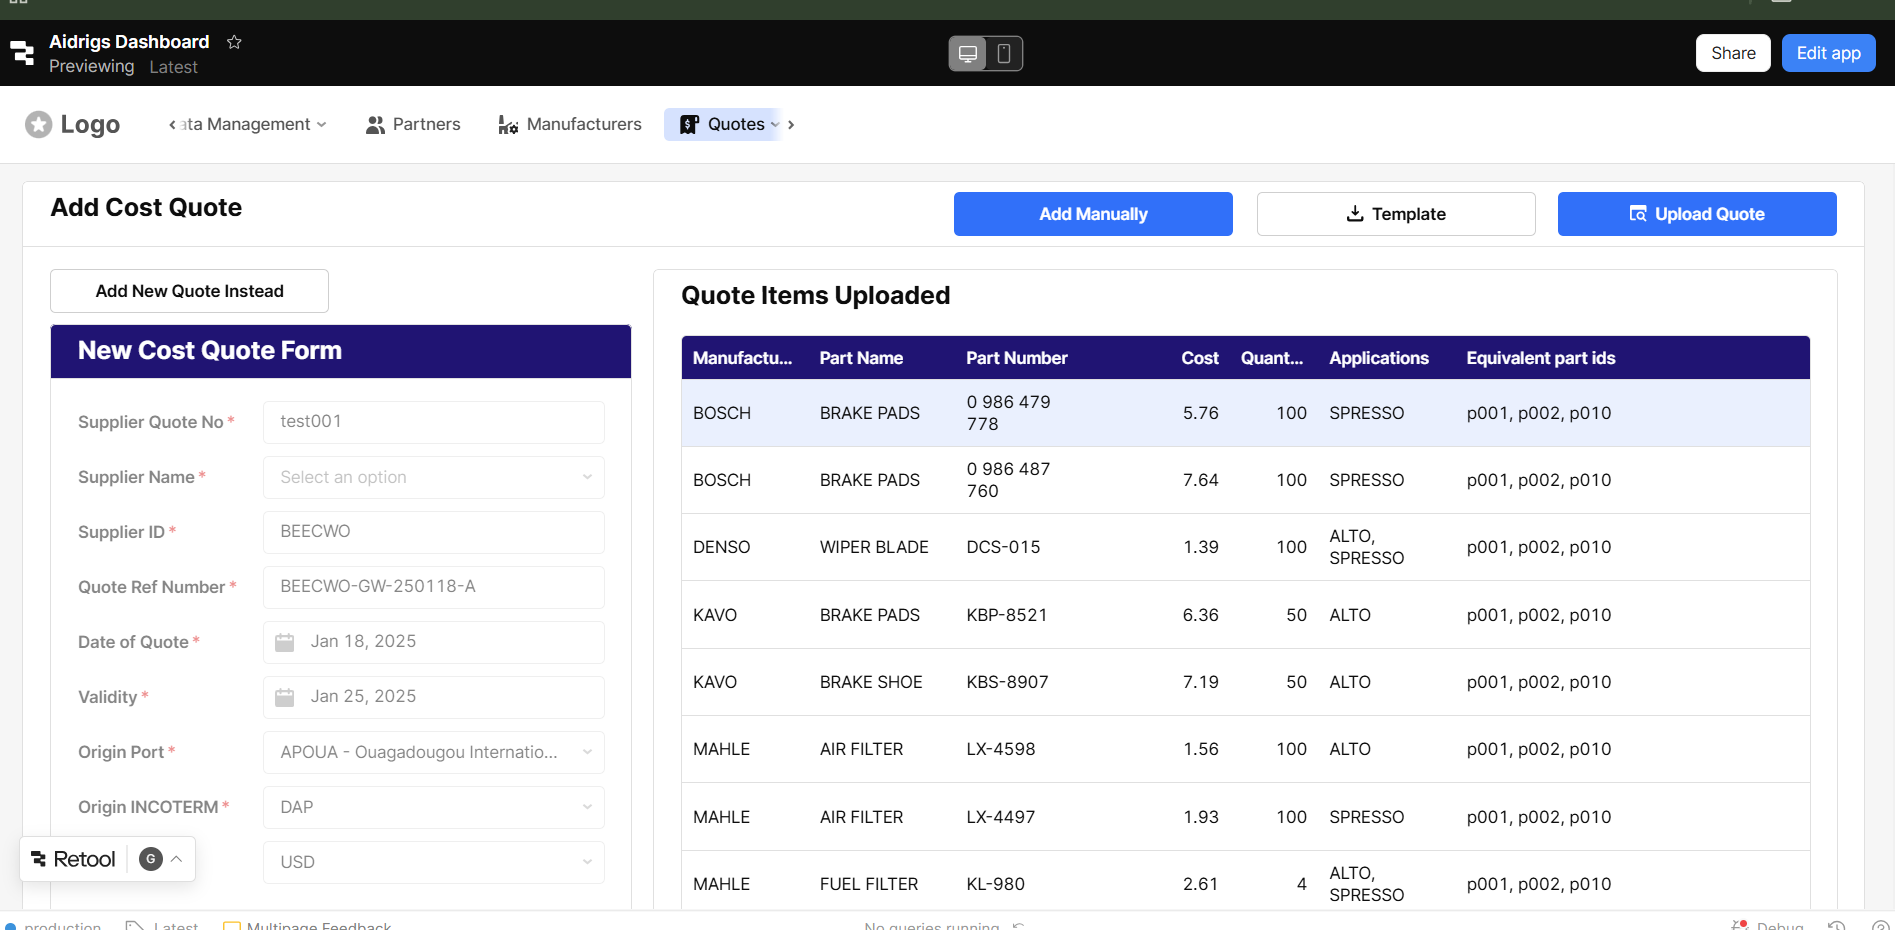 Aidrigs Dashboard
Previewing Latest
Share
Edit app
Logo
ata Management
Partners
Manufacturers
Quotes
Add Cost Quote
Add Manually
Template
Upload Quote
Add New Quote Instead
New Cost Quote Form
Supplier Quote No * test001
Supplier Name * Select an option
Supplier ID * BEECWO
Quote Ref Number * BEECWO-GW-250118-A
Date of Quote * Jan 18, 2025
Validity * Jan 25, 2025
Origin Port * APOUA - Ouagadougou Internatio...
Origin INCOTERM * DAP
USD
Retool G
Quote Items Uploaded
Manufactu... Part Name Part Number Cost Quant... Applications Equivalent part ids
BOSCH BRAKE PADS 0 986 479 778 5.76 100 SPRESSO p001, p002, p010
BOSCH BRAKE PADS 0 986 487 760 7.64 100 SPRESSO p001, p002, p010
DENSO WIPER BLADE DCS-015 1.39 100 ALTO, SPRESSO p001, p002, p010
KAVO BRAKE PADS KBP-8521 6.36 50 ALTO p001, p002, p010
KAVO BRAKE SHOE KBS-8907 7.19 50 ALTO p001, p002, p010
MAHLE AIR FILTER LX-4598 1.56 100 ALTO p001, p002, p010
MAHLE AIR FILTER LX-4497 1.93 100 SPRESSO p001, p002, p010
MAHLE FUEL FILTER KL-980 2.61 4 ALTO, SPRESSO p001, p002, p010
production Latest Multipage Feedback No queries running Debug